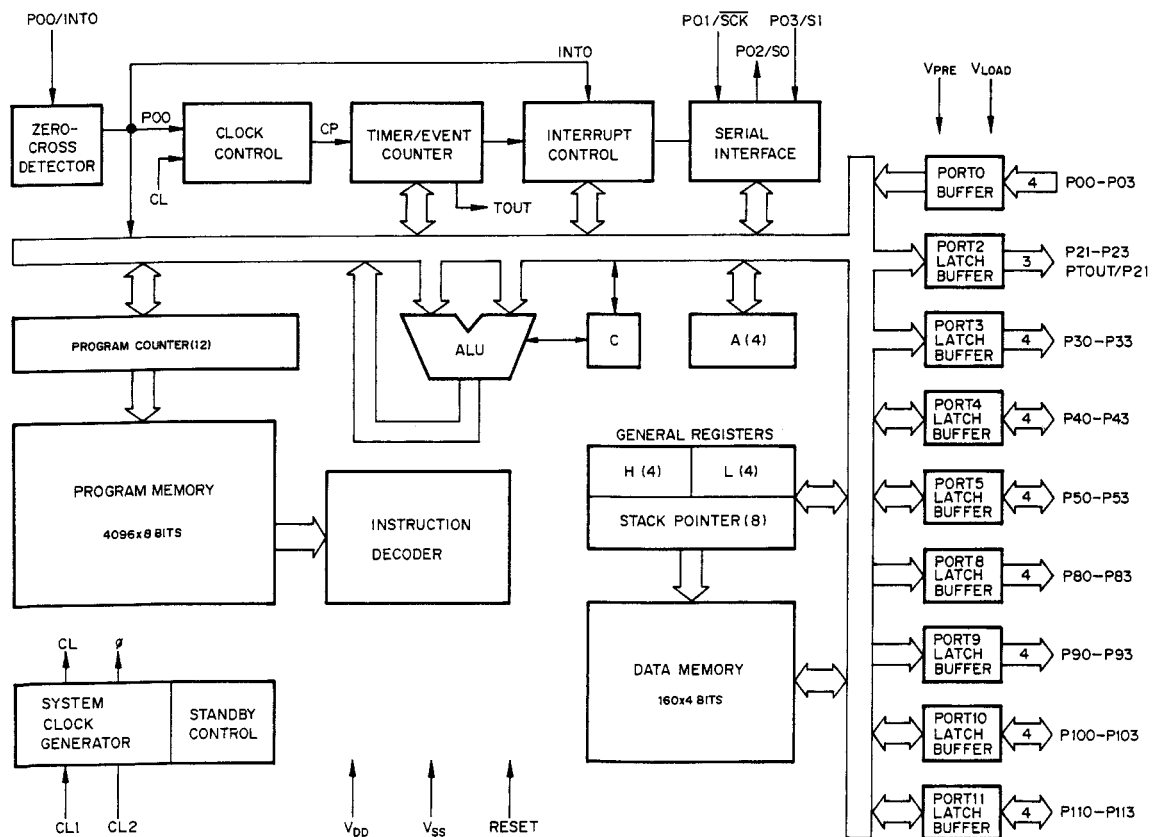 P00/INT0
P01/SCK
P03/S1
P02/S0
INT0
VPRE
VLOAD
ZERO-
CROSS
DETECTOR
P00
CL
CLOCK
CONTROL
CP
TIMER/EVENT
COUNTER
TOUT
INTERRUPT
CONTROL
SERIAL
INTERFACE
PORT0
BUFFER
4
P00-P03
PORT2
LATCH
BUFFER
3
P21-P23
PTOUT/P21
PROGRAM COUNTER(12)
ALU
C
A(4)
PORT3
LATCH
BUFFER
4
P30-P33
PORT4
LATCH
BUFFER
4
P40-P43
PROGRAM MEMORY
4096x8 BITS
INSTRUCTION
DECODER
GENERAL REGISTERS
H(4)
L(4)
STACK POINTER(8)
PORT5
LATCH
BUFFER
4
P50-P53
PORT8
LATCH
BUFFER
4
P80-P83
DATA MEMORY
160x4 BITS
PORT9
LATCH
BUFFER
4
P90-P93
CL
ø
SYSTEM
CLOCK
GENERATOR
STANDBY
CONTROL
PORT10
LATCH
BUFFER
4
P100-P103
CL1
CL2
VDD
VSS
RESET
PORT11
LATCH
BUFFER
4
P110-P113